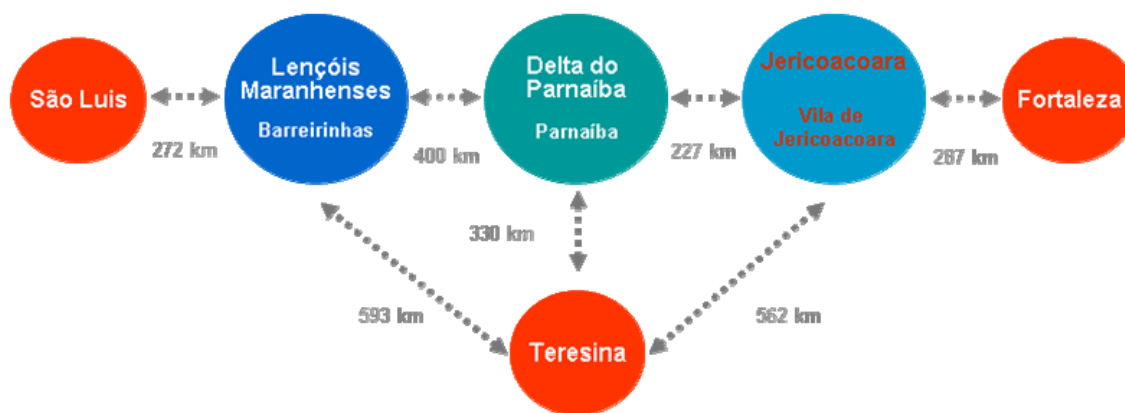 São Luis
Lençóis
Maranhenses
Barreirinhas
Delta do
Parnaíba
Parnaíba
Jericoacoara
Vila de
Jericoacoara
Fortaleza
272 km
400 km
227 km
287 km
330 km
593 km
562 km
Teresina